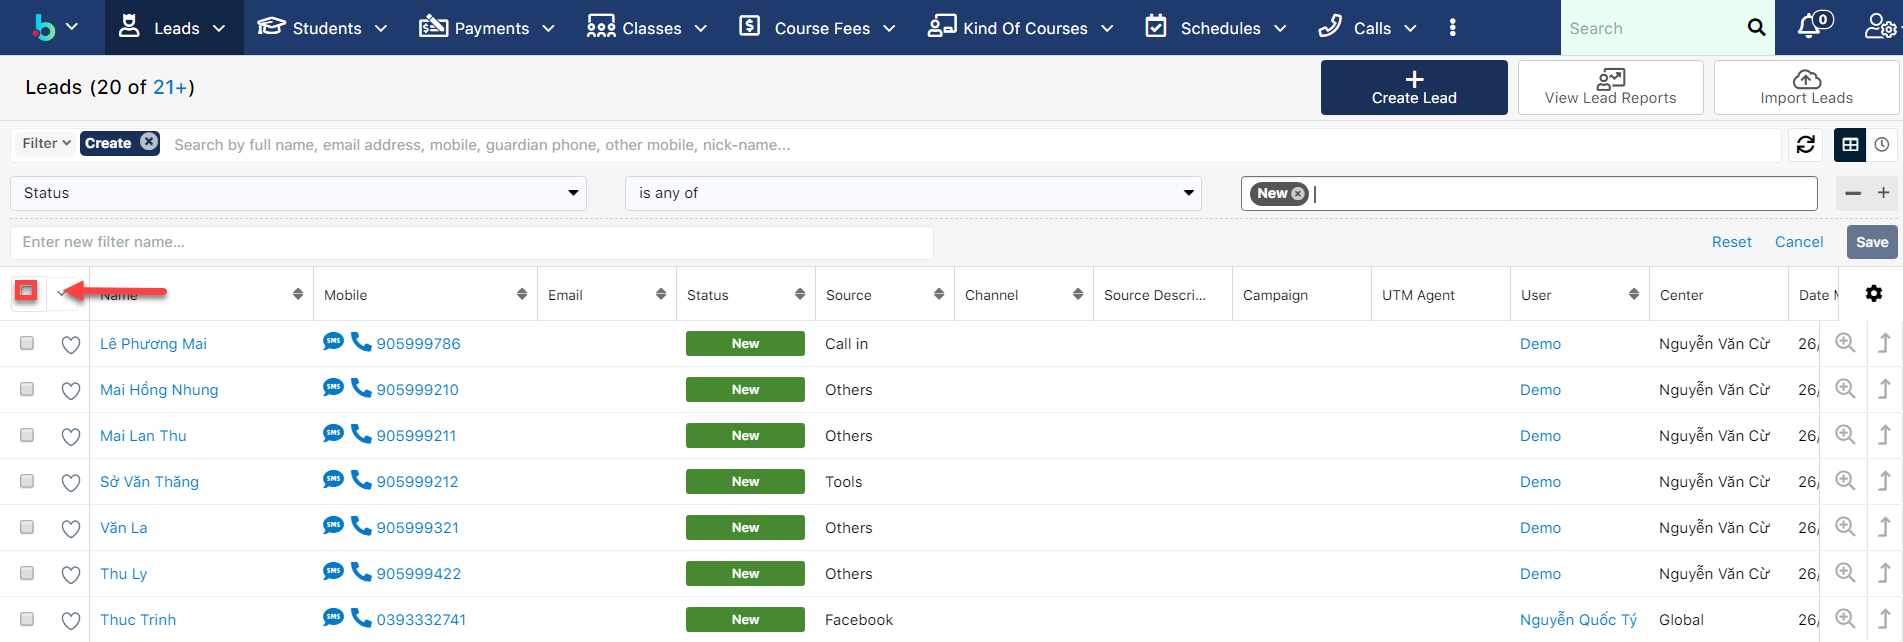 Leads Students Payments Classes Course Fees Kind Of Courses Schedules Calls Search 0
Leads (20 of 21+) Create Lead View Lead Reports Import Leads
Filter Create Search by full name, email address, mobile, guardian phone, other mobile, nick-name...
Status is any of New
Enter new filter name... Reset Cancel Save
Name Mobile Email Status Source Channel Source Descri... Campaign UTM Agent User Center Date
Lê Phương Mai SMS 905999786 New Call in Demo Nguyễn Văn Cừ 26/
Mai Hồng Nhung SMS 905999210 New Others Demo Nguyễn Văn Cừ 26/
Mai Lan Thu SMS 905999211 New Others Demo Nguyễn Văn Cừ 26/
Sở Văn Thăng SMS 905999212 New Tools Demo Nguyễn Văn Cừ 26/
Văn La SMS 905999321 New Others Demo Nguyễn Văn Cừ 26/
Thu Ly SMS 905999422 New Others Demo Nguyễn Văn Cừ 26/
Thuc Trinh SMS 0393332741 New Facebook Nguyễn Quốc Tý Global 26/